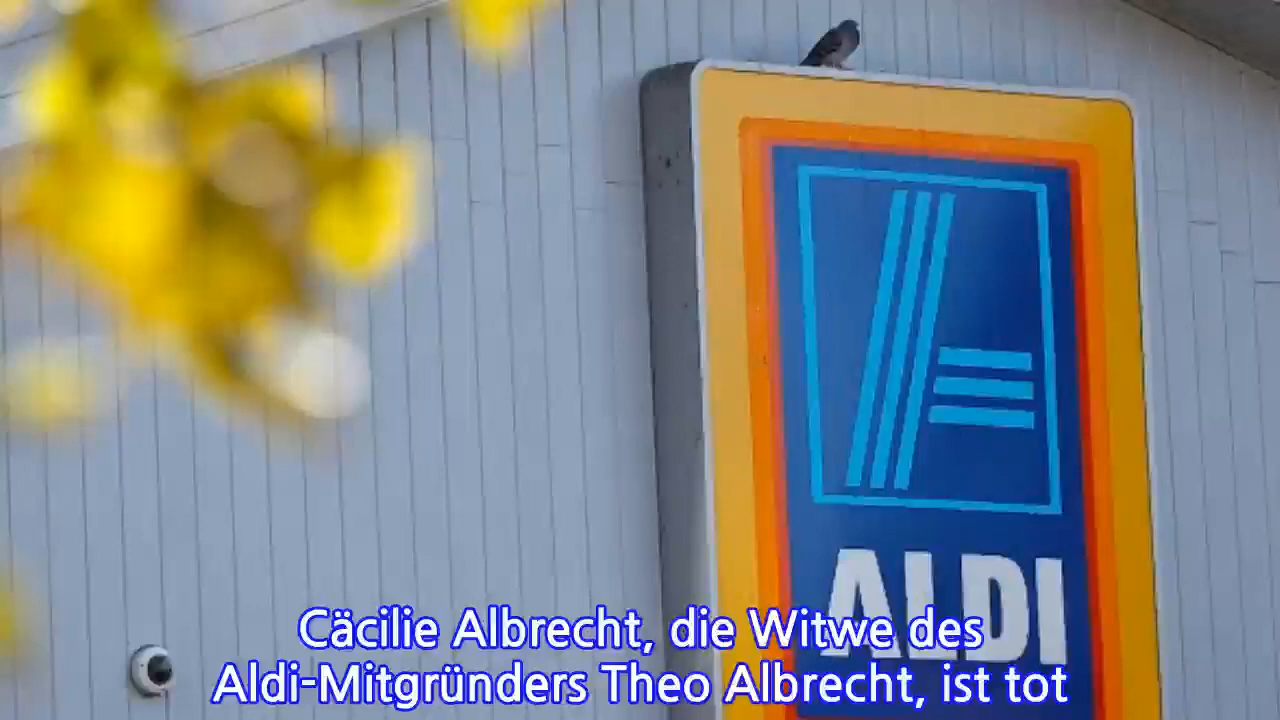 ALDI
Cäcilie Albrecht, die Witwe des
Aldi-Mitgründers Theo Albrecht, ist tot